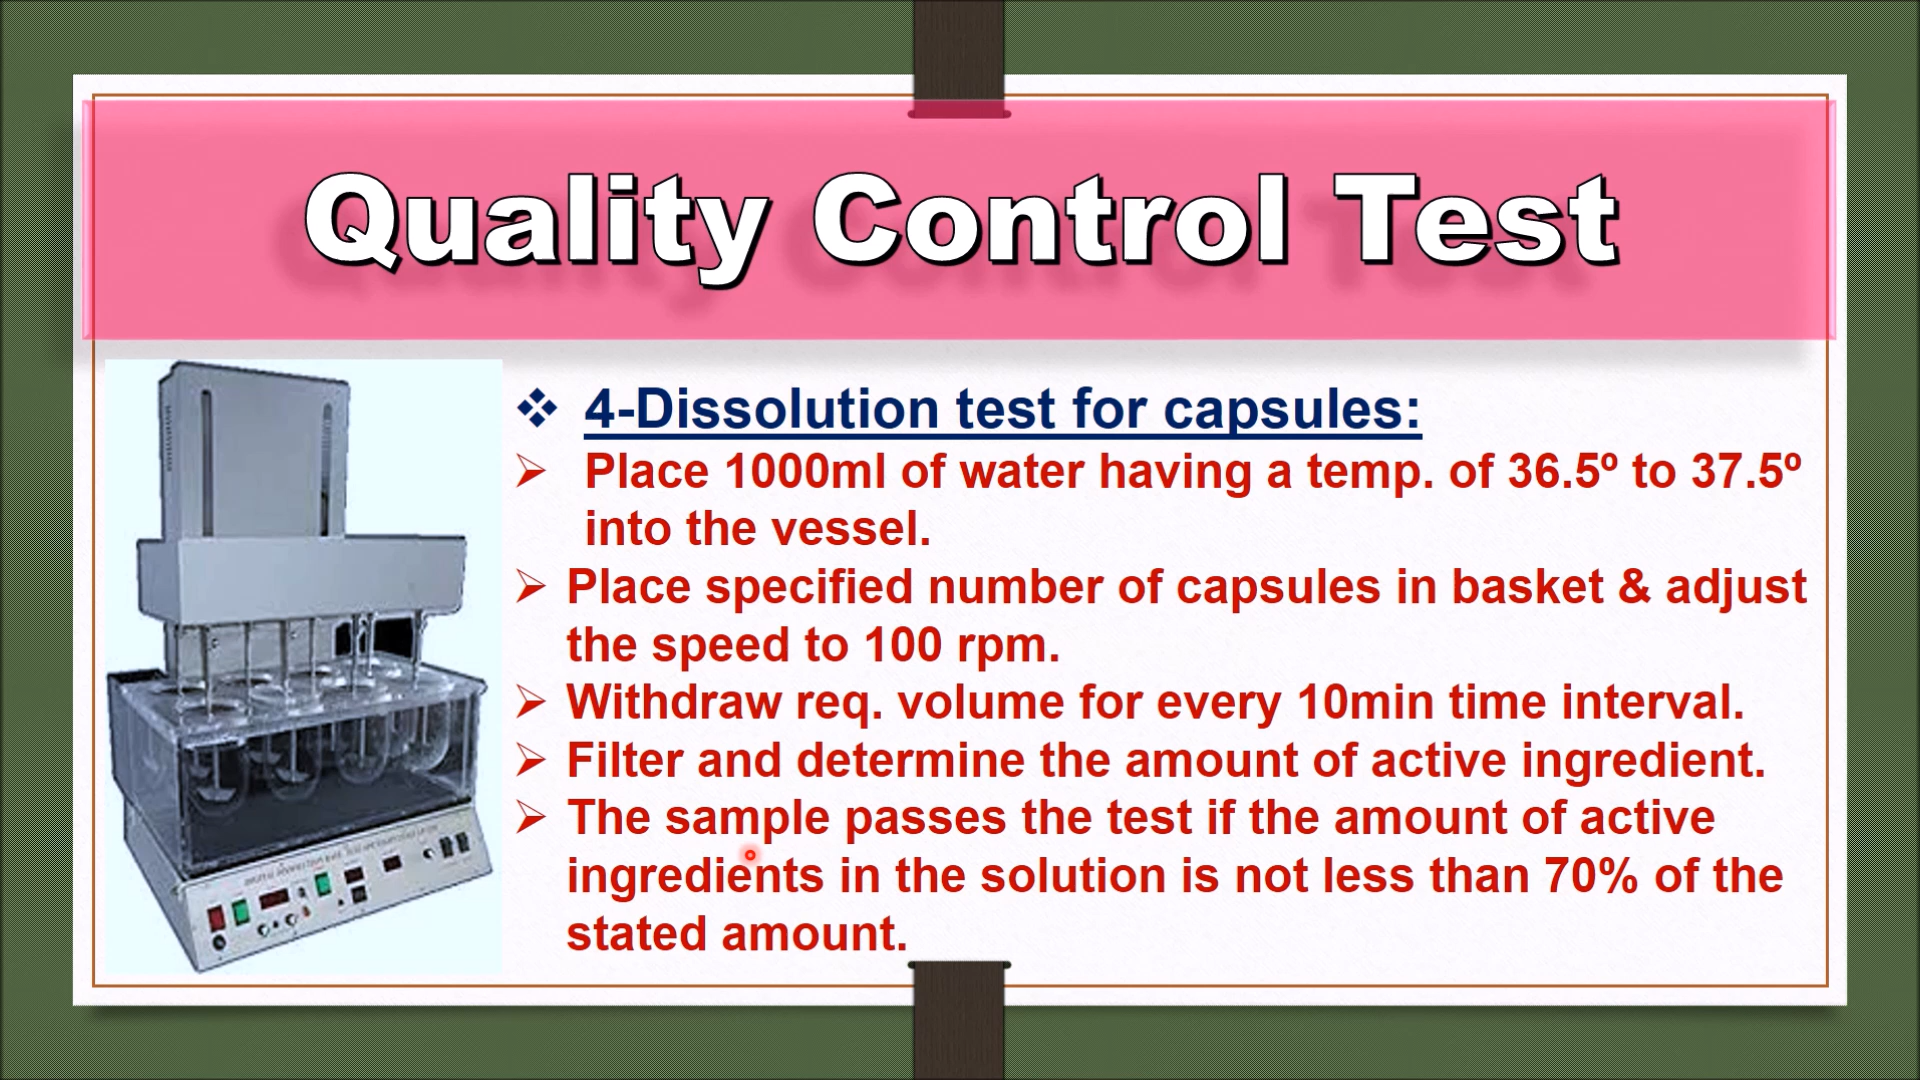 Quality Control Test
❖ 4-Dissolution test for capsules:
➢ Place 1000ml of water having a temp. of 36.5º to 37.5º
into the vessel.
➢ Place specified number of capsules in basket & adjust
the speed to 100 rpm.
➢ Withdraw req. volume for every 10min time interval.
➢ Filter and determine the amount of active ingredient.
➢ The sample passes the test if the amount of active
ingredients in the solution is not less than 70% of the
stated amount.